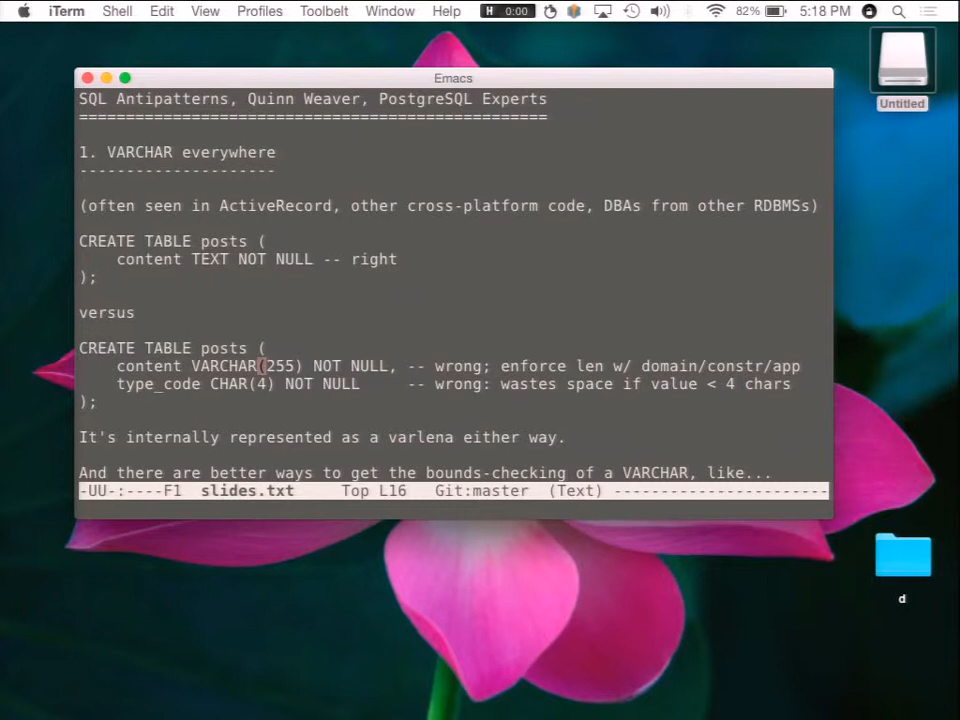 iTerm Shell Edit View Profiles Toolbelt Window Help H 0:00 82% 5:18 PM
Untitled
Emacs
SQL Antipatterns, Quinn Weaver, PostgreSQL Experts
==================================================
1. VARCHAR everywhere
---------------------
(often seen in ActiveRecord, other cross-platform code, DBAs from other RDBMSs)
CREATE TABLE posts (
    content TEXT NOT NULL -- right
);
versus
CREATE TABLE posts (
    content VARCHAR(255) NOT NULL, -- wrong; enforce len w/ domain/constr/app
    type_code CHAR(4) NOT NULL     -- wrong: wastes space if value < 4 chars
);
It's internally represented as a varlena either way.
And there are better ways to get the bounds-checking of a VARCHAR, like...
-UU-:----F1  slides.txt     Top L16   Git:master  (Text) -----------------------
d